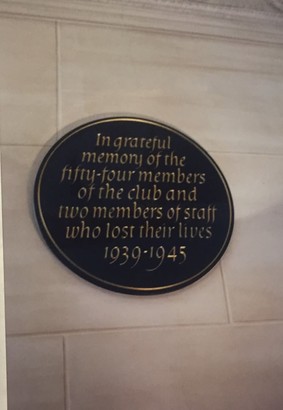 In grateful
memory of the
fifty-four members
of the club and
two members of staff
who lost their lives
1939-1945